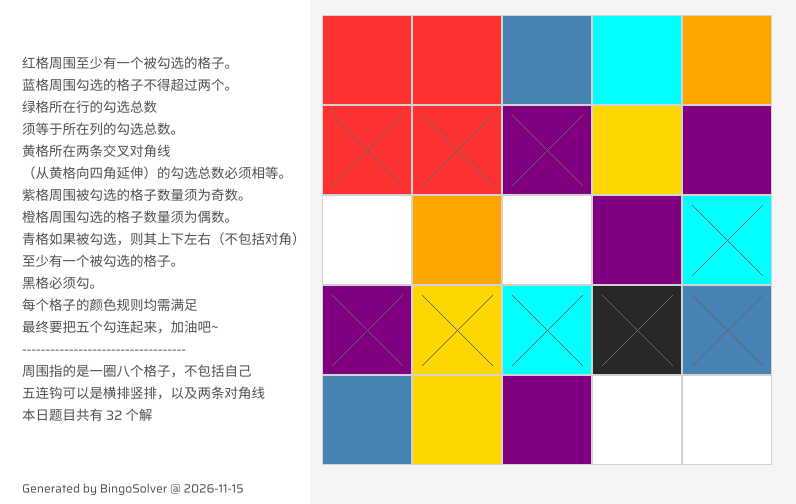 红格周围至少有一个被勾选的格子。
蓝格周围勾选的格子不得超过两个。
绿格所在行的勾选总数
须等于所在列的勾选总数。
黄格所在两条交叉对角线
（从黄格向四角延伸）的勾选总数必须相等。
紫格周围被勾选的格子数量须为奇数。
橙格周围勾选的格子数量须为偶数。
青格如果被勾选，则其上下左右（不包括对角）
至少有一个被勾选的格子。
黑格必须勾。
每个格子的颜色规则均需满足
最终要把五个勾连起来，加油吧~
-----------------------------------
周围指的是一圈八个格子，不包括自己
五连钩可以是横排竖排，以及两条对角线
本日题目共有 32 个解
Generated by BingoSolver @ 2026-11-15